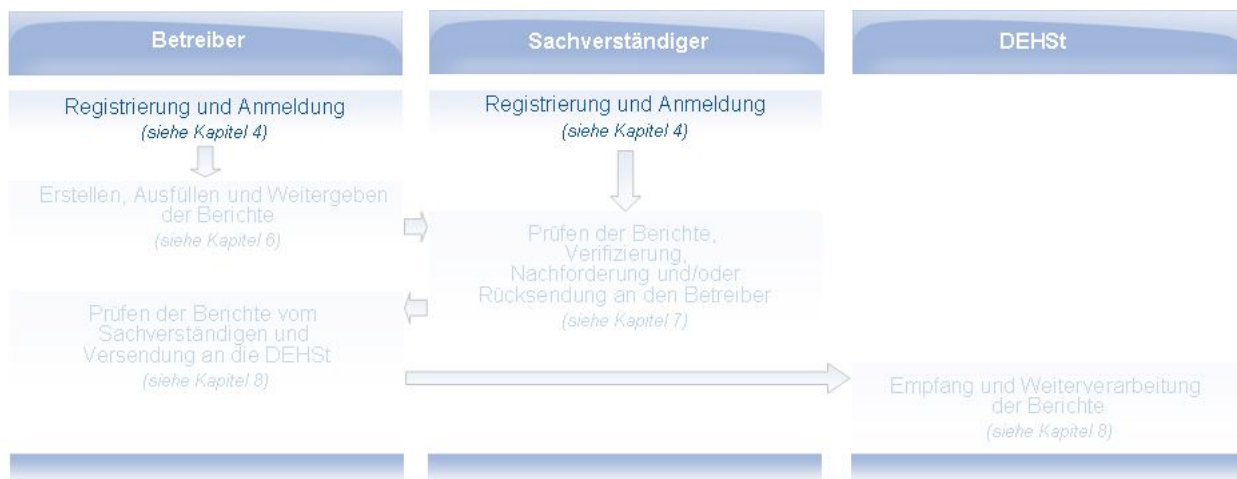 Betreiber
Registrierung und Anmeldung
(siehe Kapitel 4)
Erstellen, Ausfüllen und Weitergeben
der Berichte
(siehe Kapitel 6)
Prüfen der Berichte vom
Sachverständigen und
Versendung an die DEHSt
(siehe Kapitel 8)
Sachverständiger
Registrierung und Anmeldung
(siehe Kapitel 4)
Prüfen der Berichte,
Verifizierung,
Nachforderung und/oder
Rücksendung an den Betreiber
(siehe Kapitel 7)
DEHSt
Empfang und Weiterverarbeitung
der Berichte
(siehe Kapitel 8)